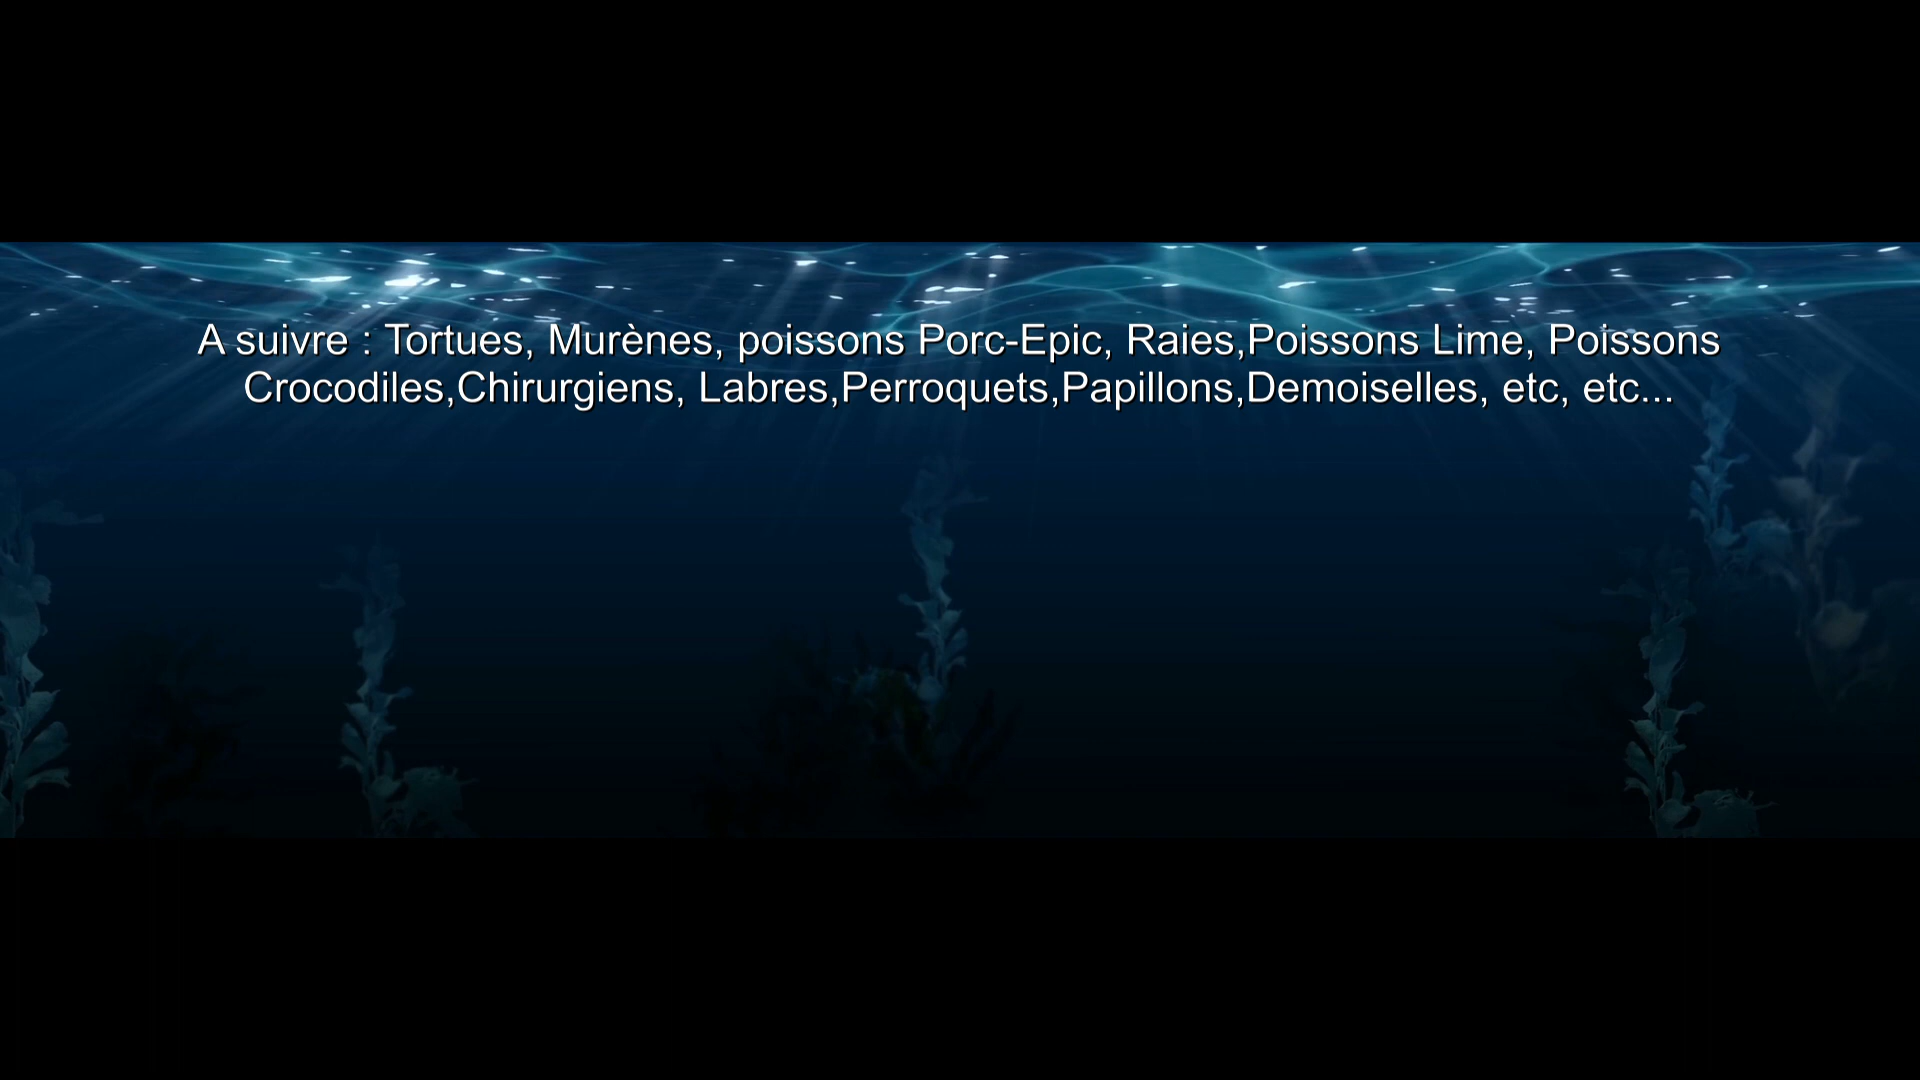 A suivre : Tortues, Murènes, poissons Porc-Epic, Raies,Poissons Lime, Poissons
Crocodiles,Chirurgiens, Labres,Perroquets,Papillons,Demoiselles, etc, etc...